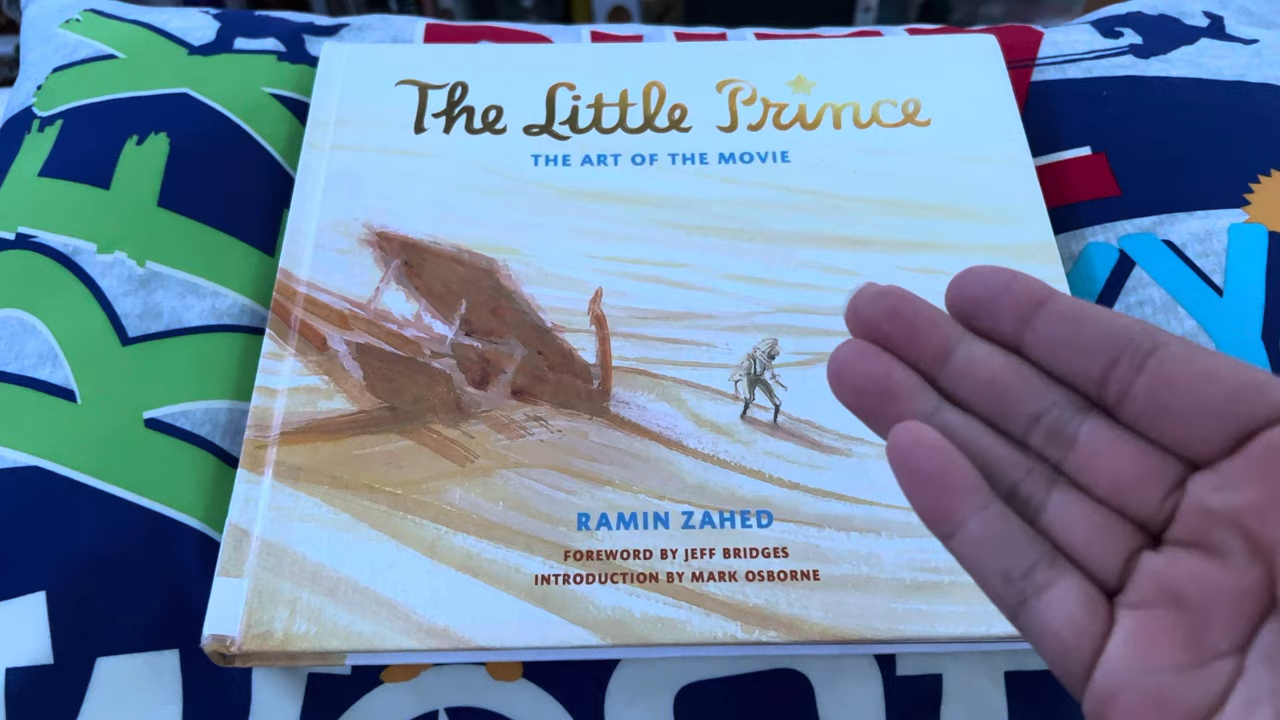 The Little Prince
THE ART OF THE MOVIE
RAMIN ZAHED
FOREWORD BY JEFF BRIDGES
INTRODUCTION BY MARK OSBORNE